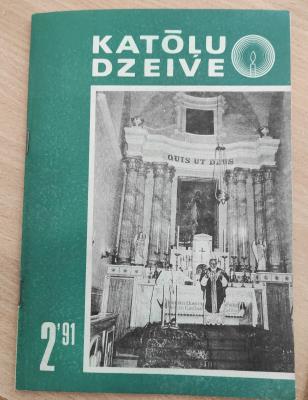 KATŌĻU
DZEIVE
QUIS UT DEUS
2'91